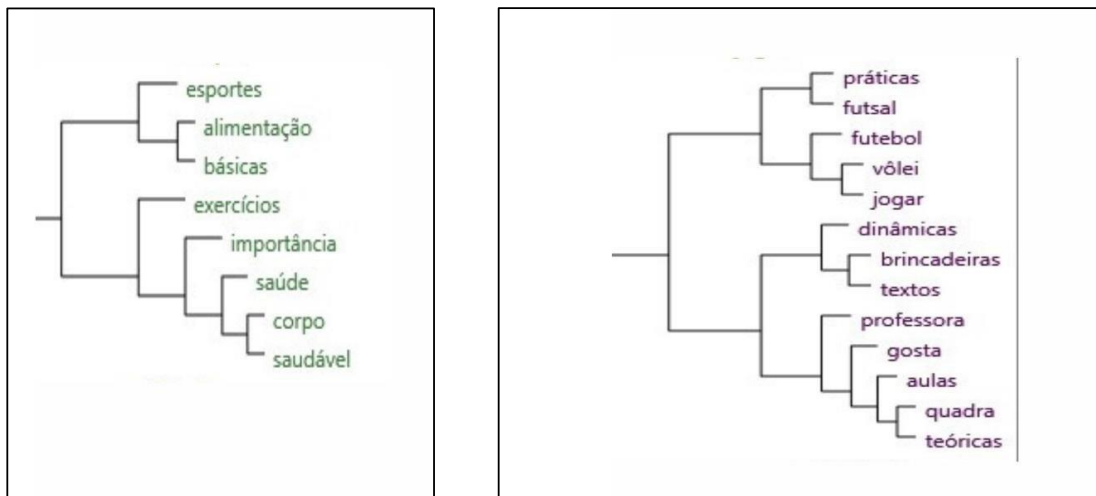 esportes
alimentação
básicas
exercícios
importância
saúde
corpo
saudável
práticas
futsal
futebol
vôlei
jogar
dinâmicas
brincadeiras
textos
professora
gosta
aulas
quadra
teóricas